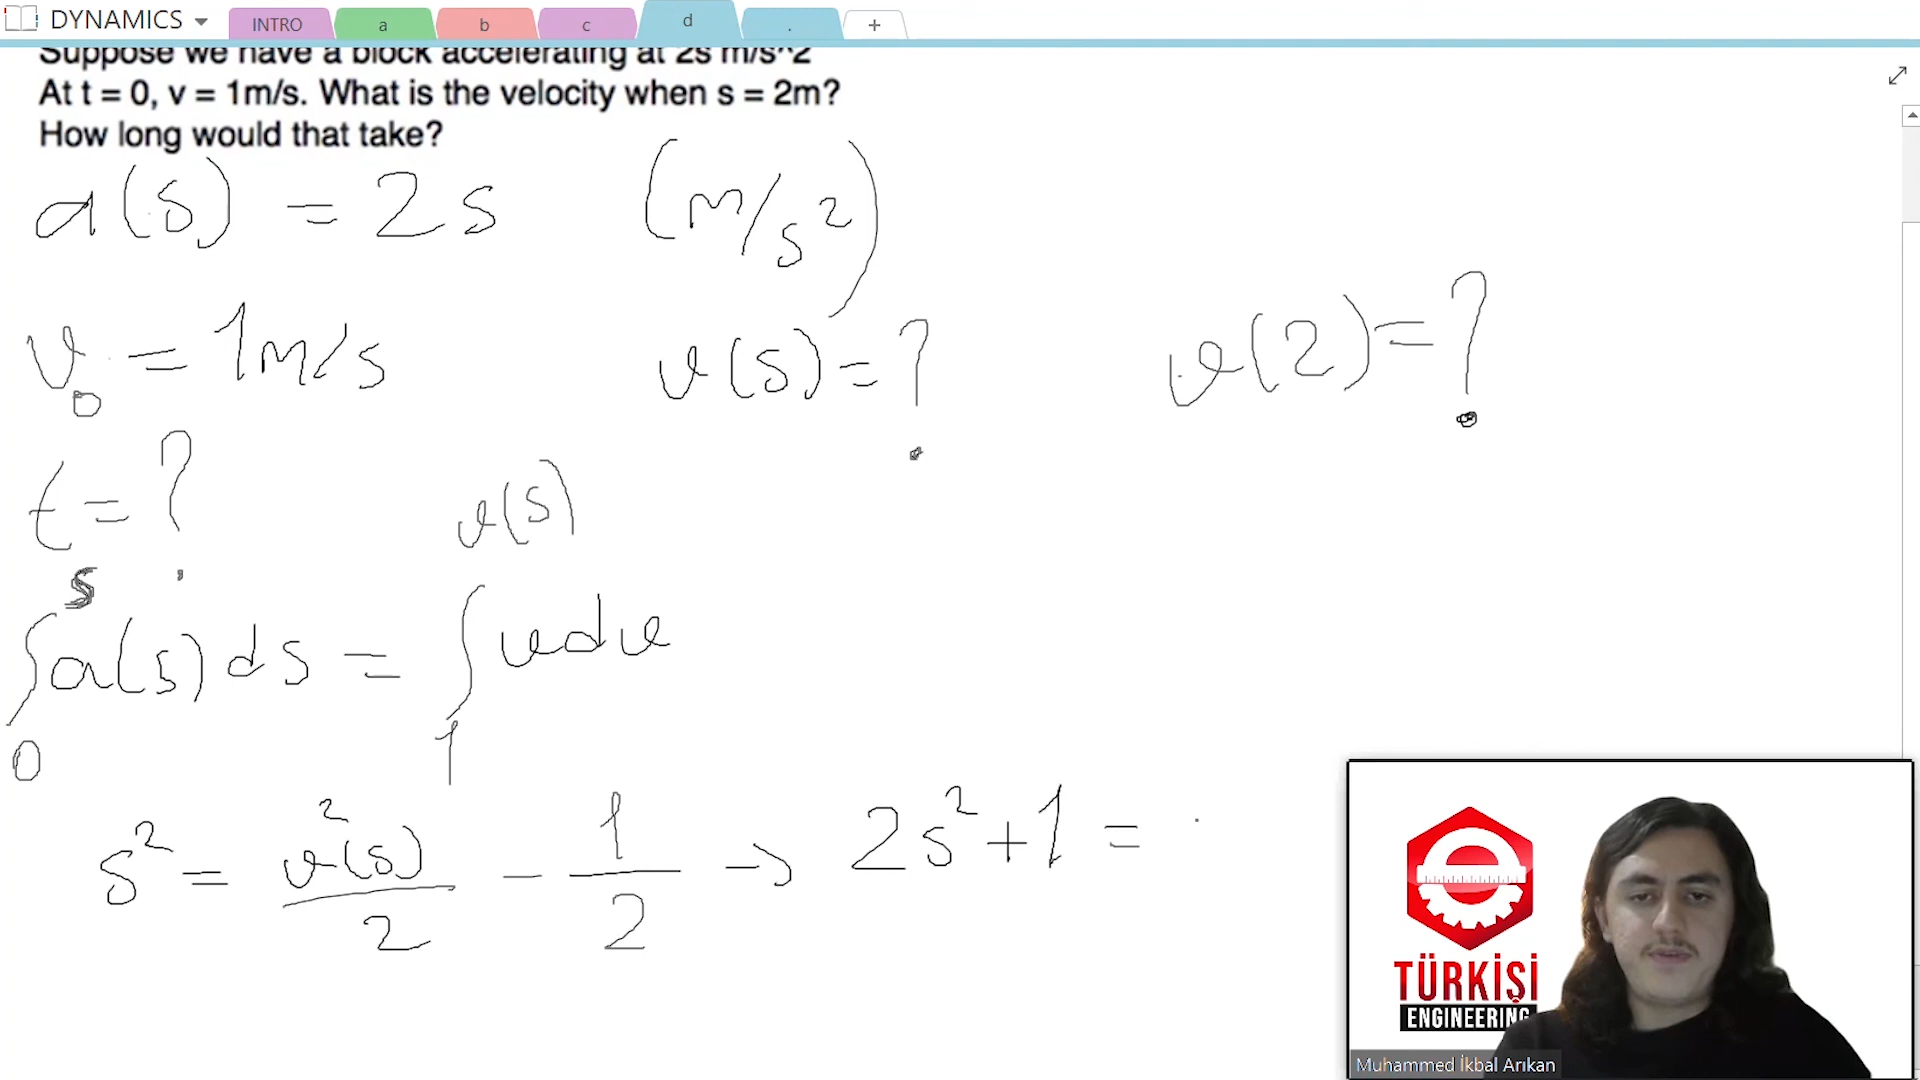 DYNAMICS INTRO a b c d . +
Suppose we have a block accelerating at 2s m/s^2
At t = 0, v = 1m/s. What is the velocity when s = 2m?
How long would that take?
a(s) = 2s (m/s²)
v₀ = 1m/s v(s) = ? v(2) = ?
t = ?
∫₀ˢ a(s)ds = ∫₁ᵛ⁽ˢ⁾ vdv
s² = v²(s)/2 - 1/2 → 2s² + 1 =
TÜRKİŞİ
ENGINEERING
Muhammed İkbal Arıkan